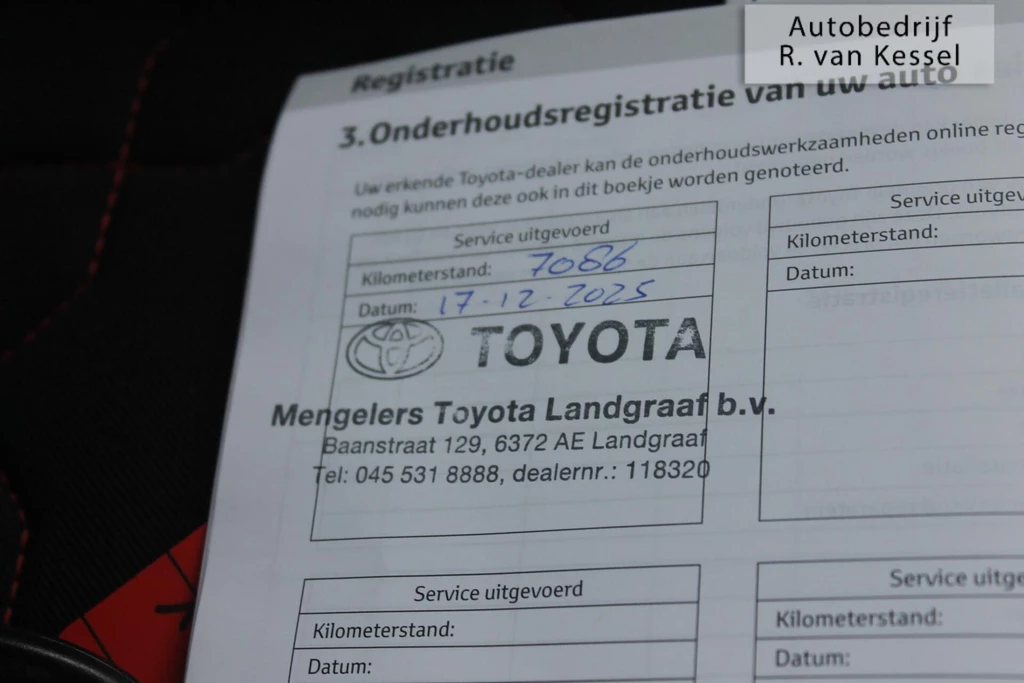 Autobedrijf
R. van Kessel
Registratie
3. Onderhoudsregistratie van uw auto
Uw erkende Toyota-dealer kan de onderhoudswerkzaamheden online reg
nodig kunnen deze ook in dit boekje worden genoteerd.
Service uitgevoerd
Kilometerstand: 7086
Datum: 17-12-2025
TOYOTA
Mengelers Toyota Landgraaf b.v.
Baanstraat 129, 6372 AE Landgraaf
Tel: 045 531 8888, dealernr.: 118320
Service uitgev
Kilometerstand:
Datum:
Service uitgevoerd
Kilometerstand:
Datum:
Service uitge
Kilometerstand:
Datum: